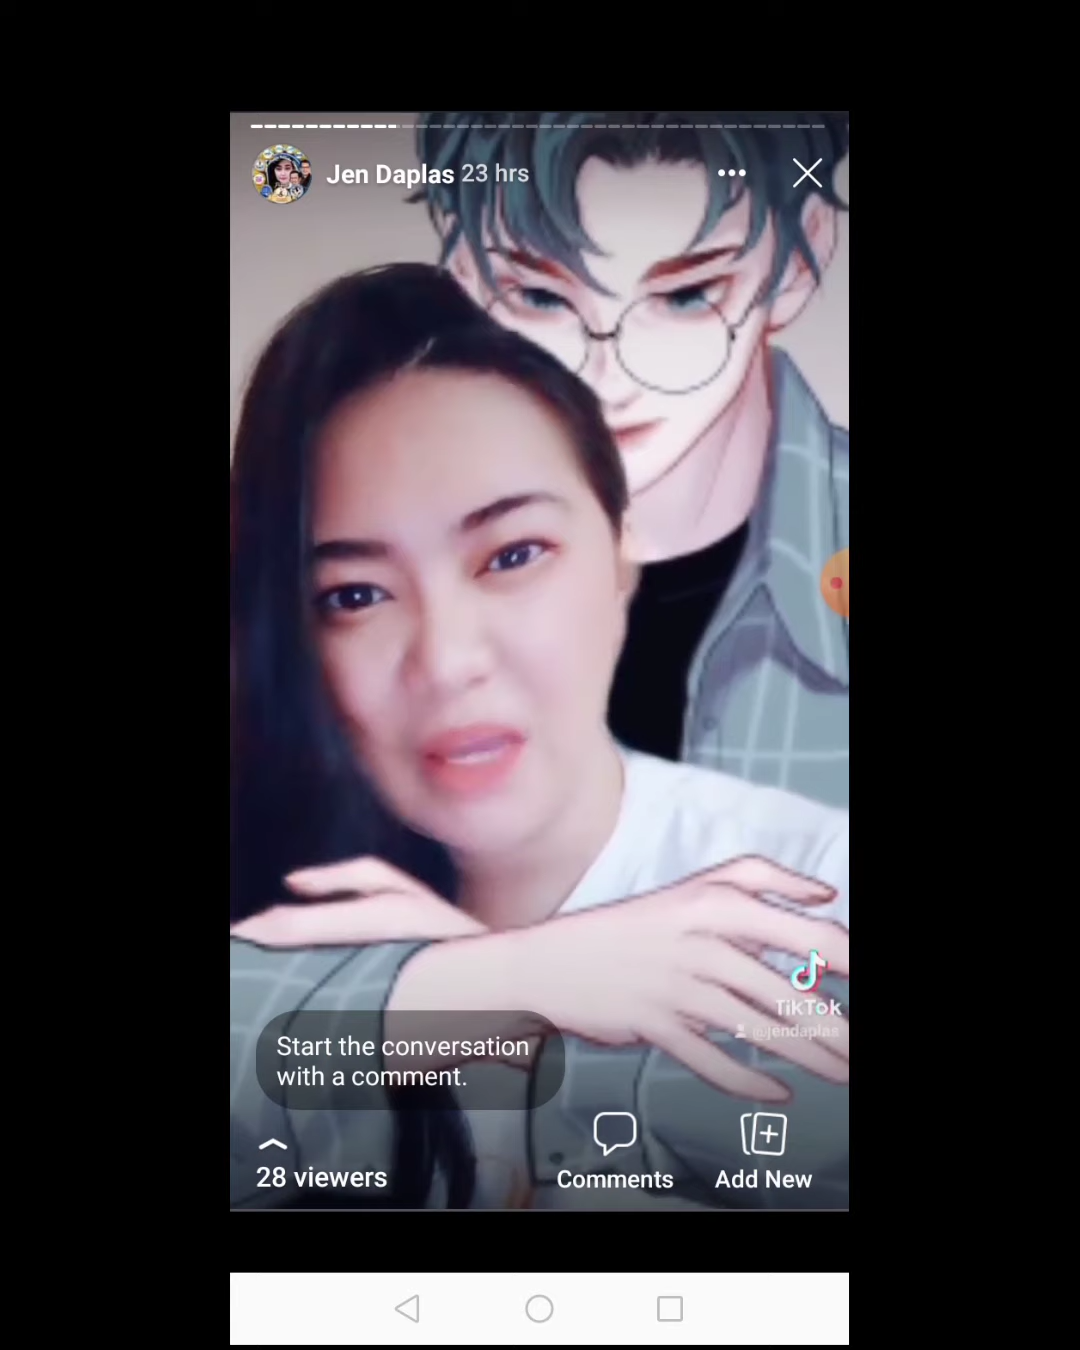 Jen Daplas 23 hrs
TikTok
@jendaplas
Start the conversation
with a comment.
28 viewers
Comments
Add New